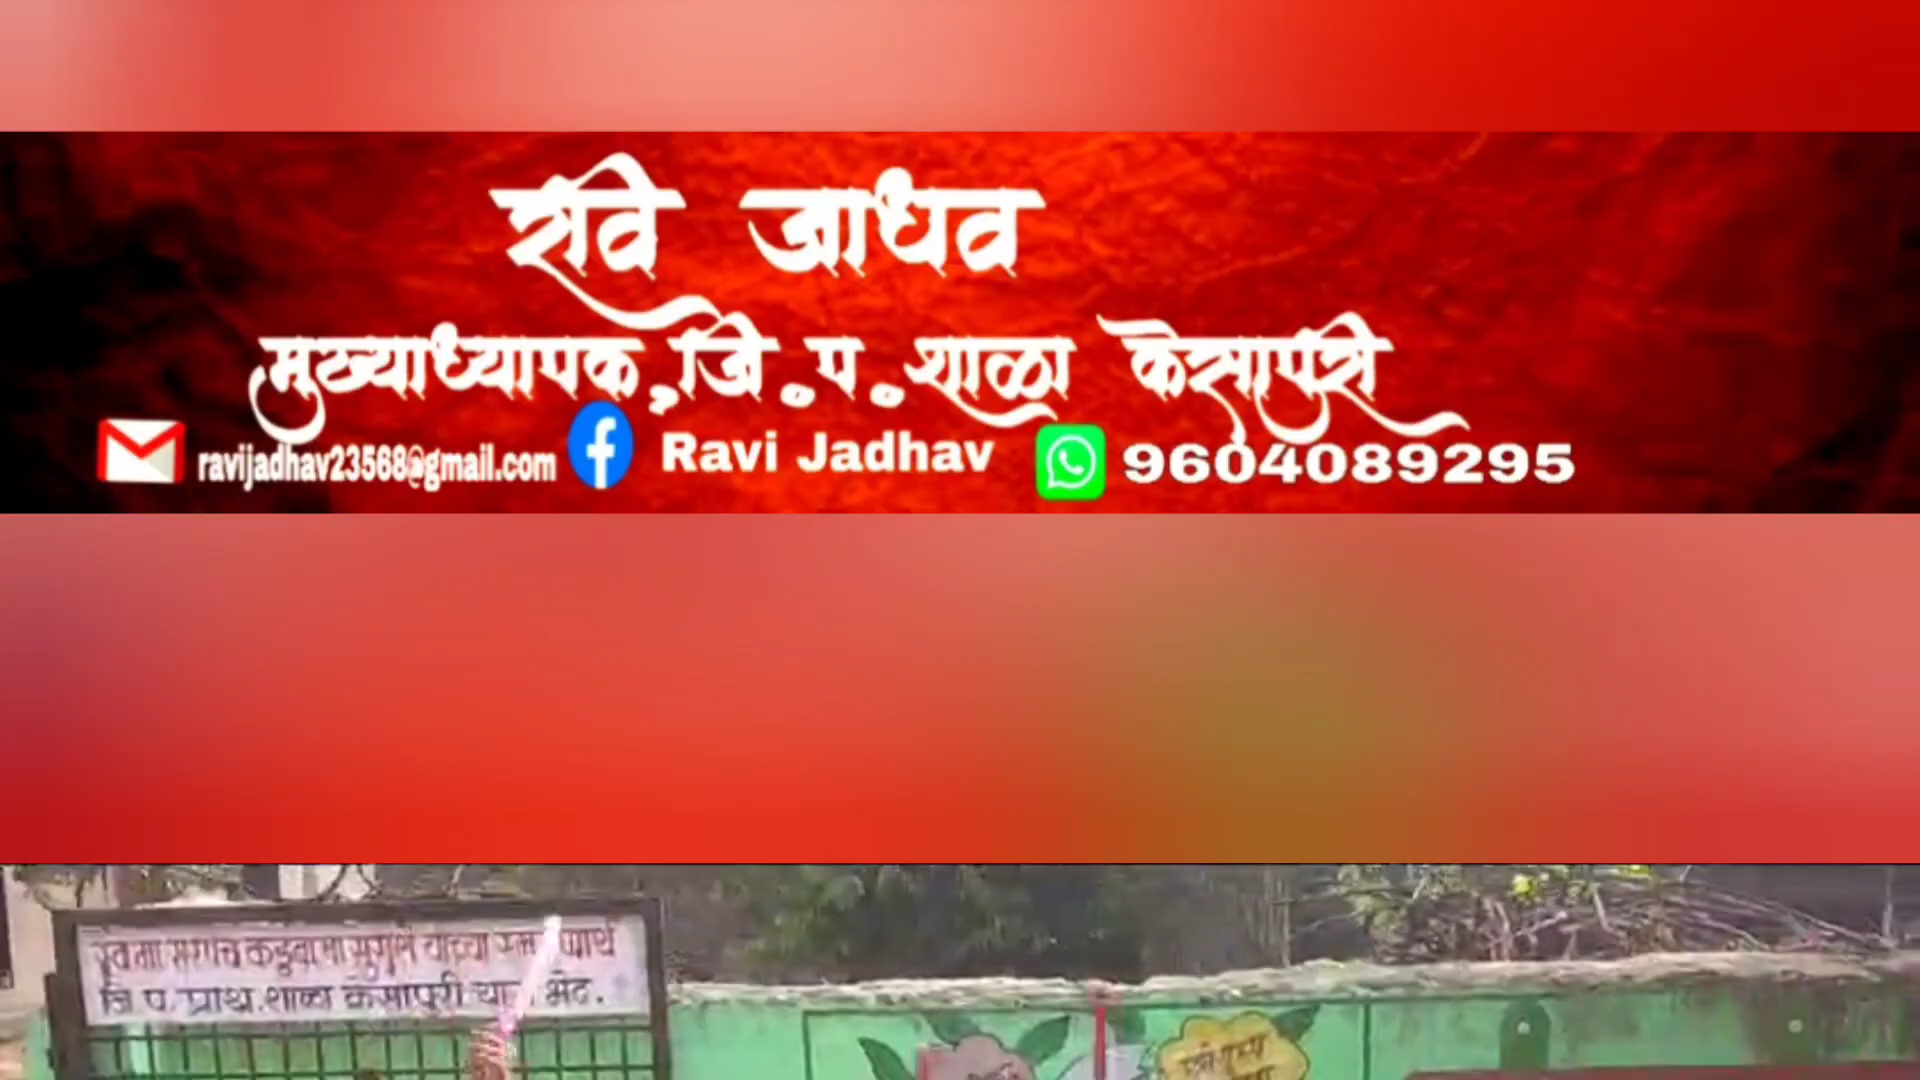 रवि जाधव
मुख्याध्यापक,जि.प.शाळा केसापुरी
ravijadhav23568@gmail.com Ravi Jadhav 9604089295
जि प. प्राथ.शाळा केसापुरी यांना भेट.